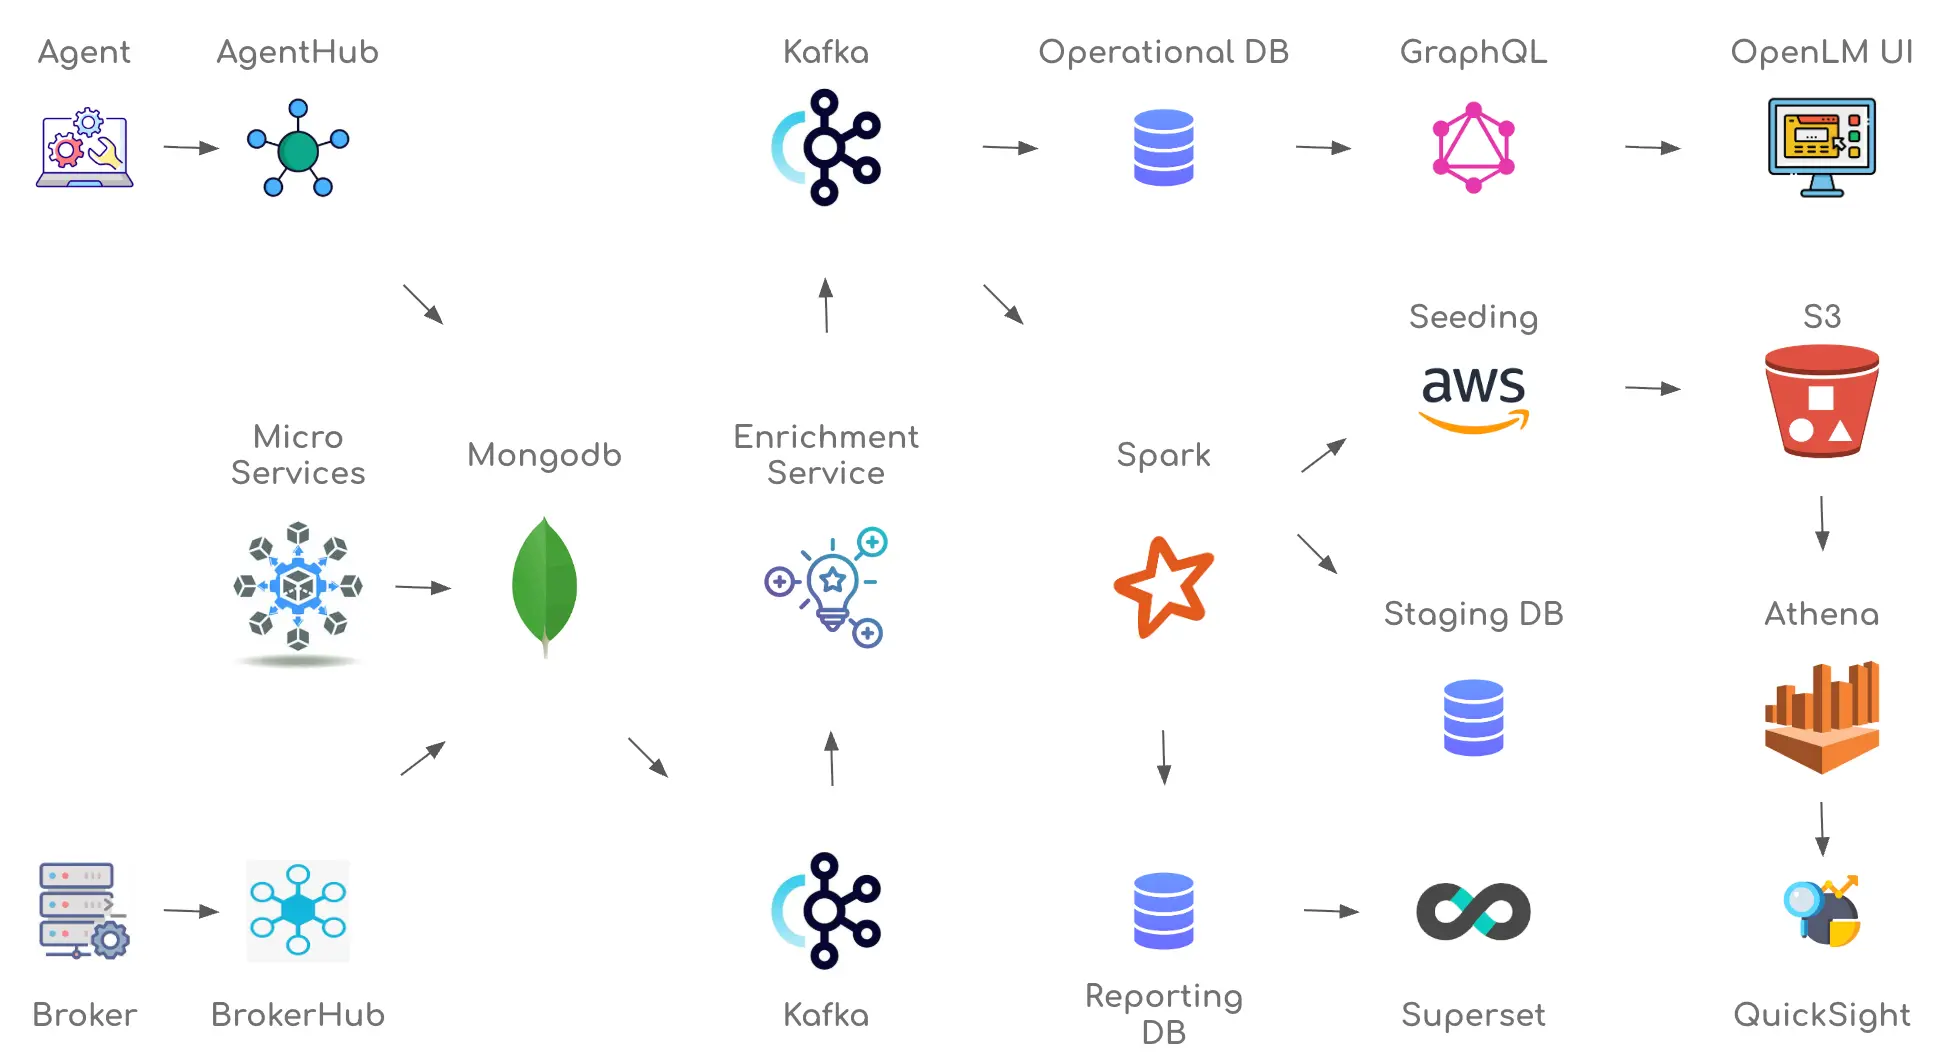 Agent
AgentHub
Kafka
Operational DB
GraphQL
OpenLM UI
Seeding
aws
S3
Micro
Services
Mongodb
Enrichment
Service
Spark
Staging DB
Athena
Broker
BrokerHub
Kafka
Reporting
DB
Superset
QuickSight